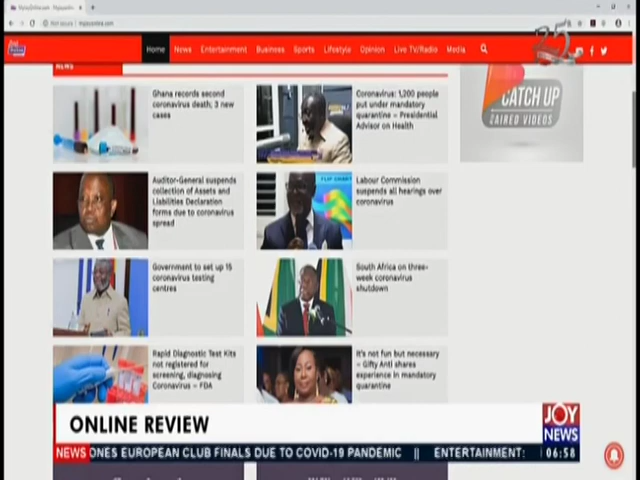 Not secure
Home News Entertainment Business Sports Lifestyle Opinion Live TV/Radio Media
25
NEWS
Ghana records second
coronavirus death; 3 new
cases
Coronavirus: 1,200 people
put under mandatory
quarantine – Presidential
Advisor on Health
CATCH UP
ZAIRED VIDEOS
Auditor-General suspends
collection of Assets and
Liabilities Declaration
forms due to coronavirus
spread
Labour Commission
suspends all hearings over
coronavirus
Government to set up 15
coronavirus testing
centres
South Africa on three-
week coronavirus
shutdown
Rapid Diagnostic Test Kits
not registered for
screening, diagnosing
Coronavirus – FDA
It's not fun but necessary
– Gifty Anti shares
experience in mandatory
quarantine
ONLINE REVIEW
JOY
NEWS
NEWS ONES EUROPEAN CLUB FINALS DUE TO COVID-19 PANDEMIC || ENTERTAINMENT: 06:58